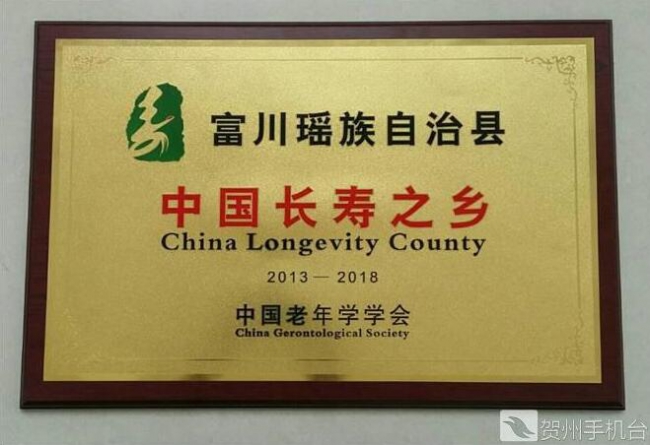 富川瑶族自治县
中国长寿之乡
China Longevity County
2013—2018
中国老年学学会
China Gerontological Society
贺州手机台